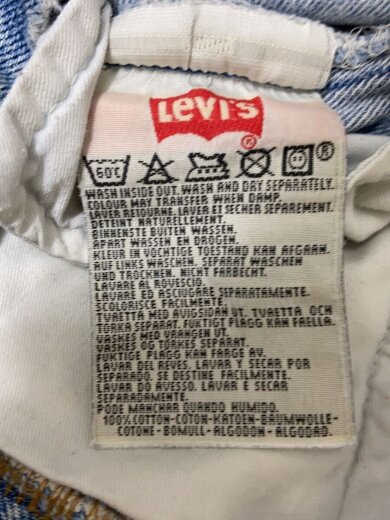 Levi's
®
60°C ®
WASH INSIDE OUT. WASH AND DRY SEPARATELY.
COLOUR MAY TRANSFER WHEN DAMP.
LAVER RETOURNE. LAVER ET SECHER SEPAREMENT.
DETEINT NATURELLEMENT.
BINNENSTE BUITEN WASSEN.
APART WASSEN EN DROGEN.
KLEUR IN VOCHTIGE TOESTAND KAN AFGAAN.
AUF LINKS WASCHEN. SEPARAT WASCHEN
UND TROCKNEN. NICHT FARBECHT.
LAVARE AL ROVESCIO.
LAVARE ED ASCIUGARE SEPARATAMENTE.
SCOLORISCE FACILMENTE.
TVÄTTA MED AVIGSIDAN UT. TVÄTTA OCH
TORKA SEPARAT. FUKTIGT PLAGG KAN FÄLLA.
VASKES MED VRANGEN UT.
VASKES OG TØRKES SEPARAT.
FUKTIGE PLAGG KAN FARGE AV.
LAVAR DEL REVES. LAVAR Y SECAR POR
SEPARADO. SE DESTIÑE FACILMENTE.
LAVAR DO AVESSO. LAVAR E SECAR
SEPARADAMENTE.
PODE MANCHAR QUANDO HUMIDO.
100% COTTON-COTON-KATOEN-BAUMWOLLE-
COTONE-BOMULL-ALGODON-ALGODAO.